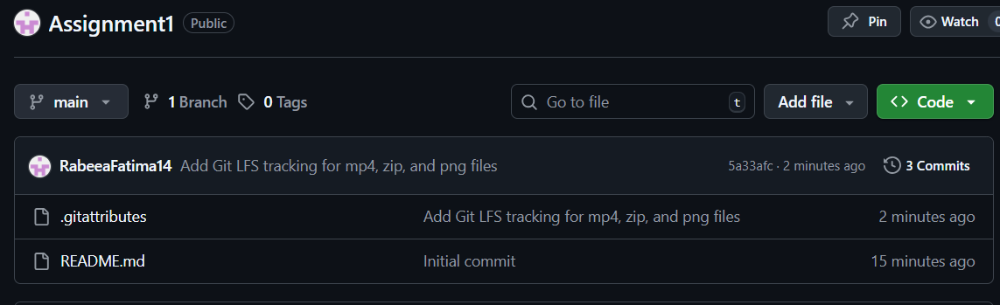 Assignment1 Public Pin Watch 0
main 1 Branch 0 Tags Go to file t Add file <> Code
RabeeaFatima14 Add Git LFS tracking for mp4, zip, and png files 5a33afc · 2 minutes ago 3 Commits
.gitattributes Add Git LFS tracking for mp4, zip, and png files 2 minutes ago
README.md Initial commit 15 minutes ago